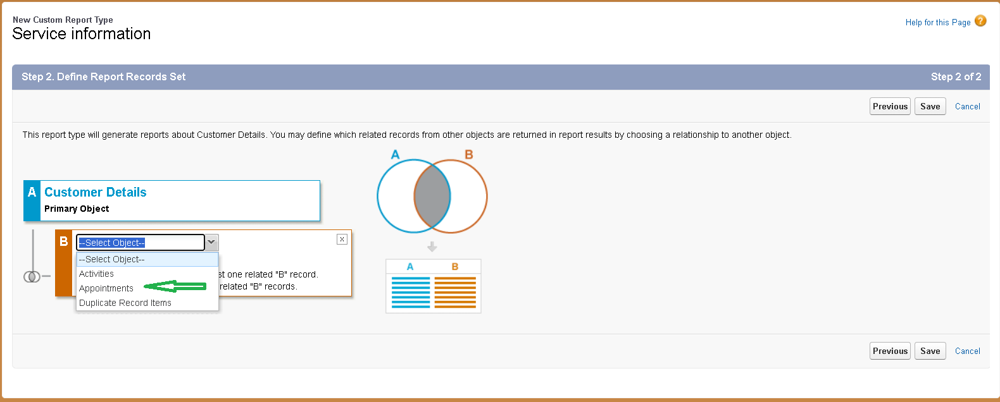 New Custom Report Type
Service information
Help for this Page ?
Step 2. Define Report Records Set
Step 2 of 2
Previous Save Cancel
This report type will generate reports about Customer Details. You may define which related records from other objects are returned in report results by choosing a relationship to another object.
A Customer Details
Primary Object
B --Select Object-- x
--Select Object--
Activities
Appointments
Duplicate Record Items
st one related "B" record.
related "B" records.
A B
A B
Previous Save Cancel